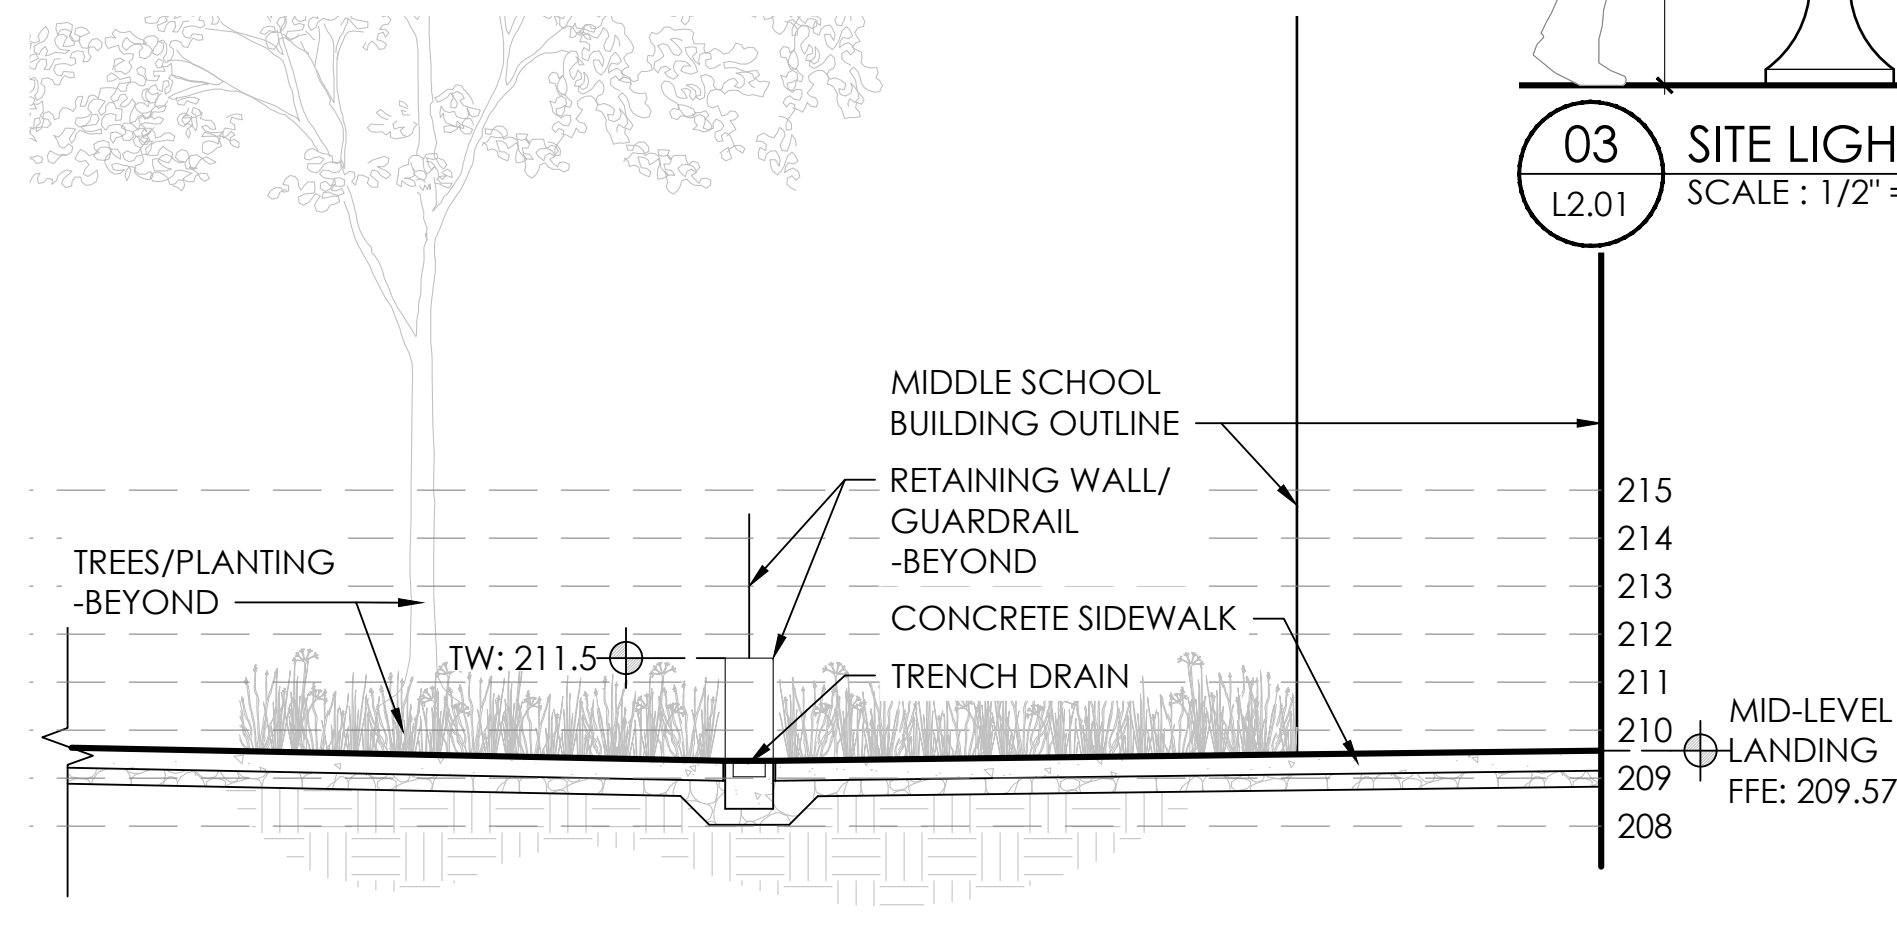 03
SITE LIGH
L2.01
SCALE : 1/2" =
MIDDLE SCHOOL
BUILDING OUTLINE
RETAINING WALL/
GUARDRAIL
-BEYOND
TREES/PLANTING
-BEYOND
CONCRETE SIDEWALK
TW: 211.5
TRENCH DRAIN
215
214
213
212
211
210
209
208
MID-LEVEL
LANDING
FFE: 209.57